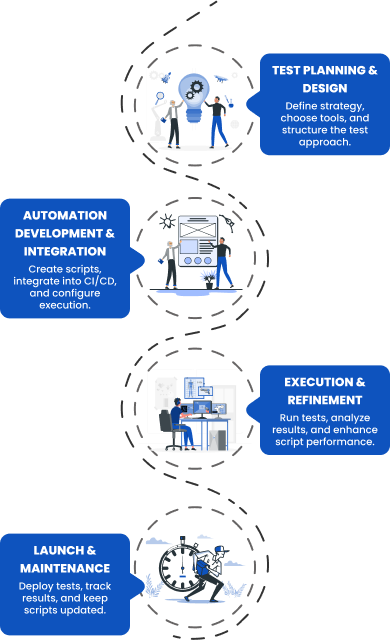 TEST PLANNING &
DESIGN
Define strategy,
choose tools, and
structure the test
approach.
AUTOMATION
DEVELOPMENT &
INTEGRATION
Create scripts,
integrate into CI/CD,
and configure
execution.
EXECUTION &
REFINEMENT
Run tests, analyze
results, and enhance
script performance.
LAUNCH &
MAINTENANCE
Deploy tests, track
results, and keep
scripts updated.